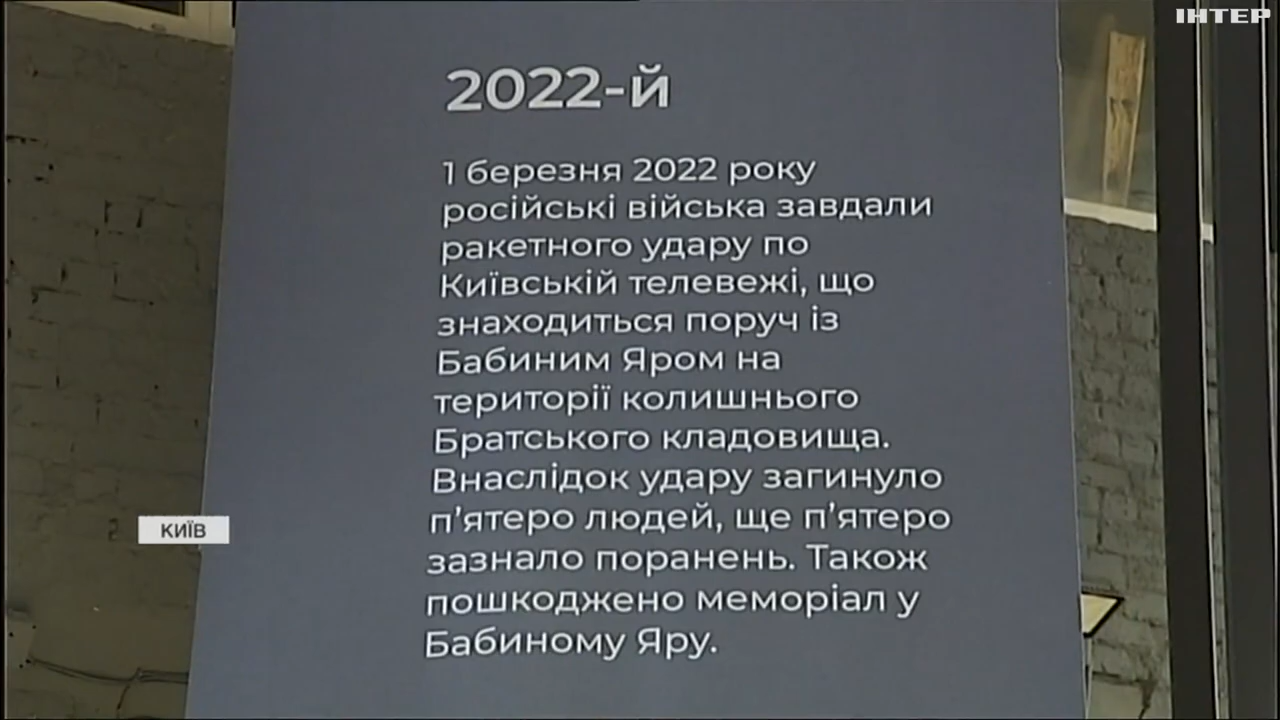 ІНТЕР
2022-й
1 березня 2022 року
російські війська завдали
ракетного удару по
Київській телевежі, що
знаходиться поруч із
Бабиним Яром на
території колишнього
Братського кладовища.
Внаслідок удару загинуло
п'ятеро людей, ще п'ятеро
зазнало поранень. Також
пошкоджено меморіал у
Бабиному Яру.
КИЇВ